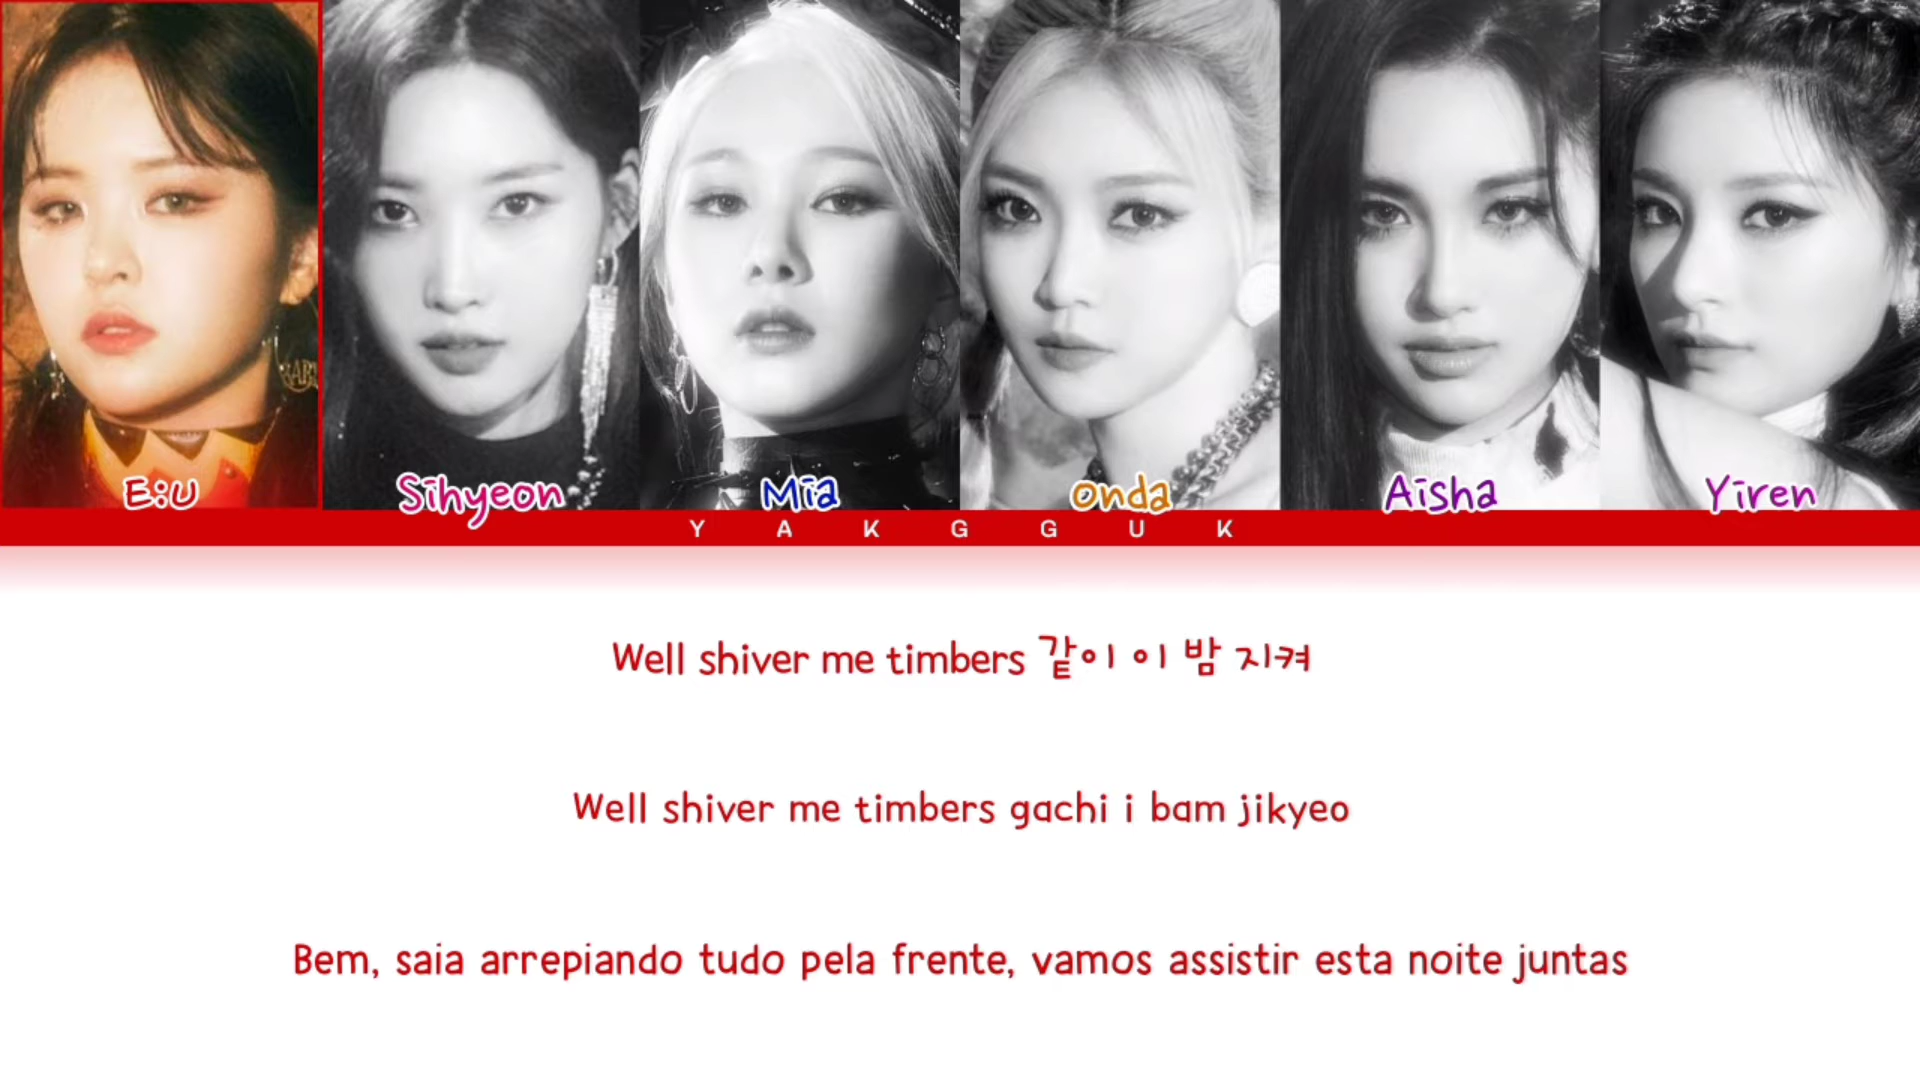 E:U Sihyeon Mia Onda Aisha Yiren
YAKGGUK
Well shiver me timbers 같이 이 밤 지켜
Well shiver me timbers gachi i bam jikyeo
Bem, saia arrepiando tudo pela frente, vamos assistir esta noite juntas